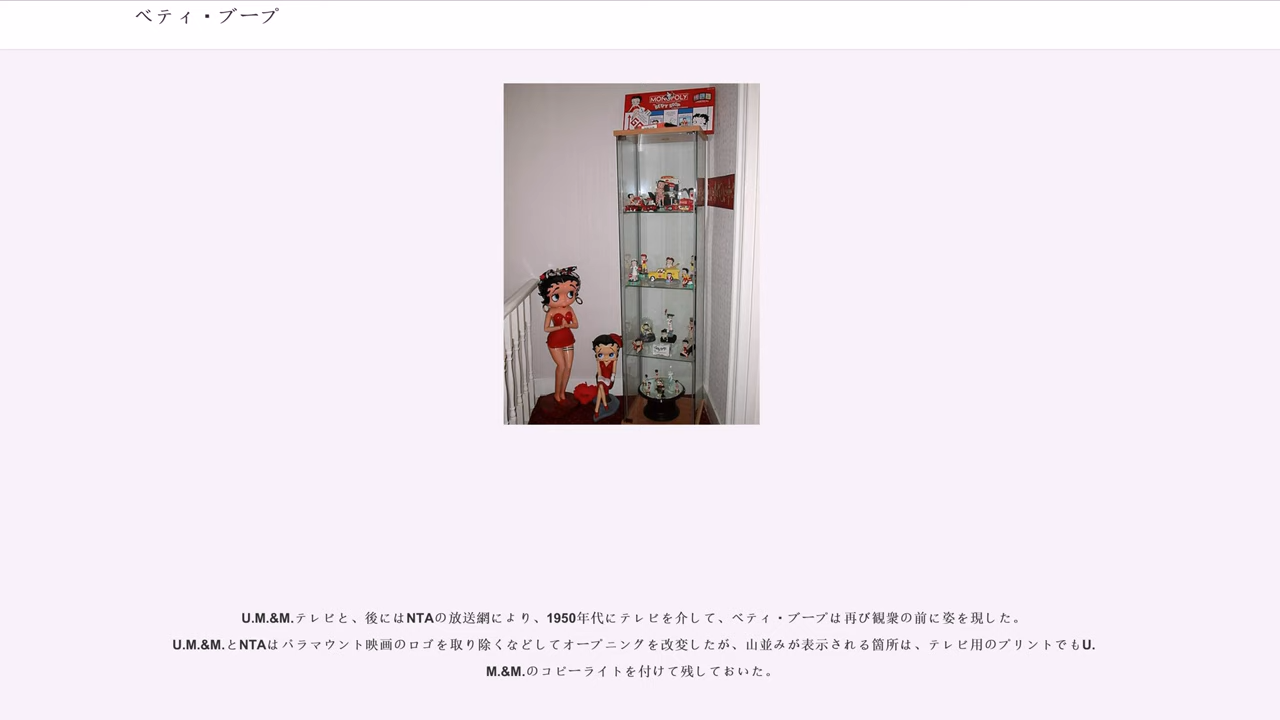 ベティ・ブープ
MONOPOLY
U.M.&M.テレビと、後にはNTAの放送網により、1950年代にテレビを介して、ベティ・ブープは再び観衆の前に姿を現した。
U.M.&M.とNTAはパラマウント映画のロゴを取り除くなどしてオープニングを改変したが、山並みが表示される箇所は、テレビ用のプリントでもU.
M.&M.のコピーライトを付けて残しておいた。